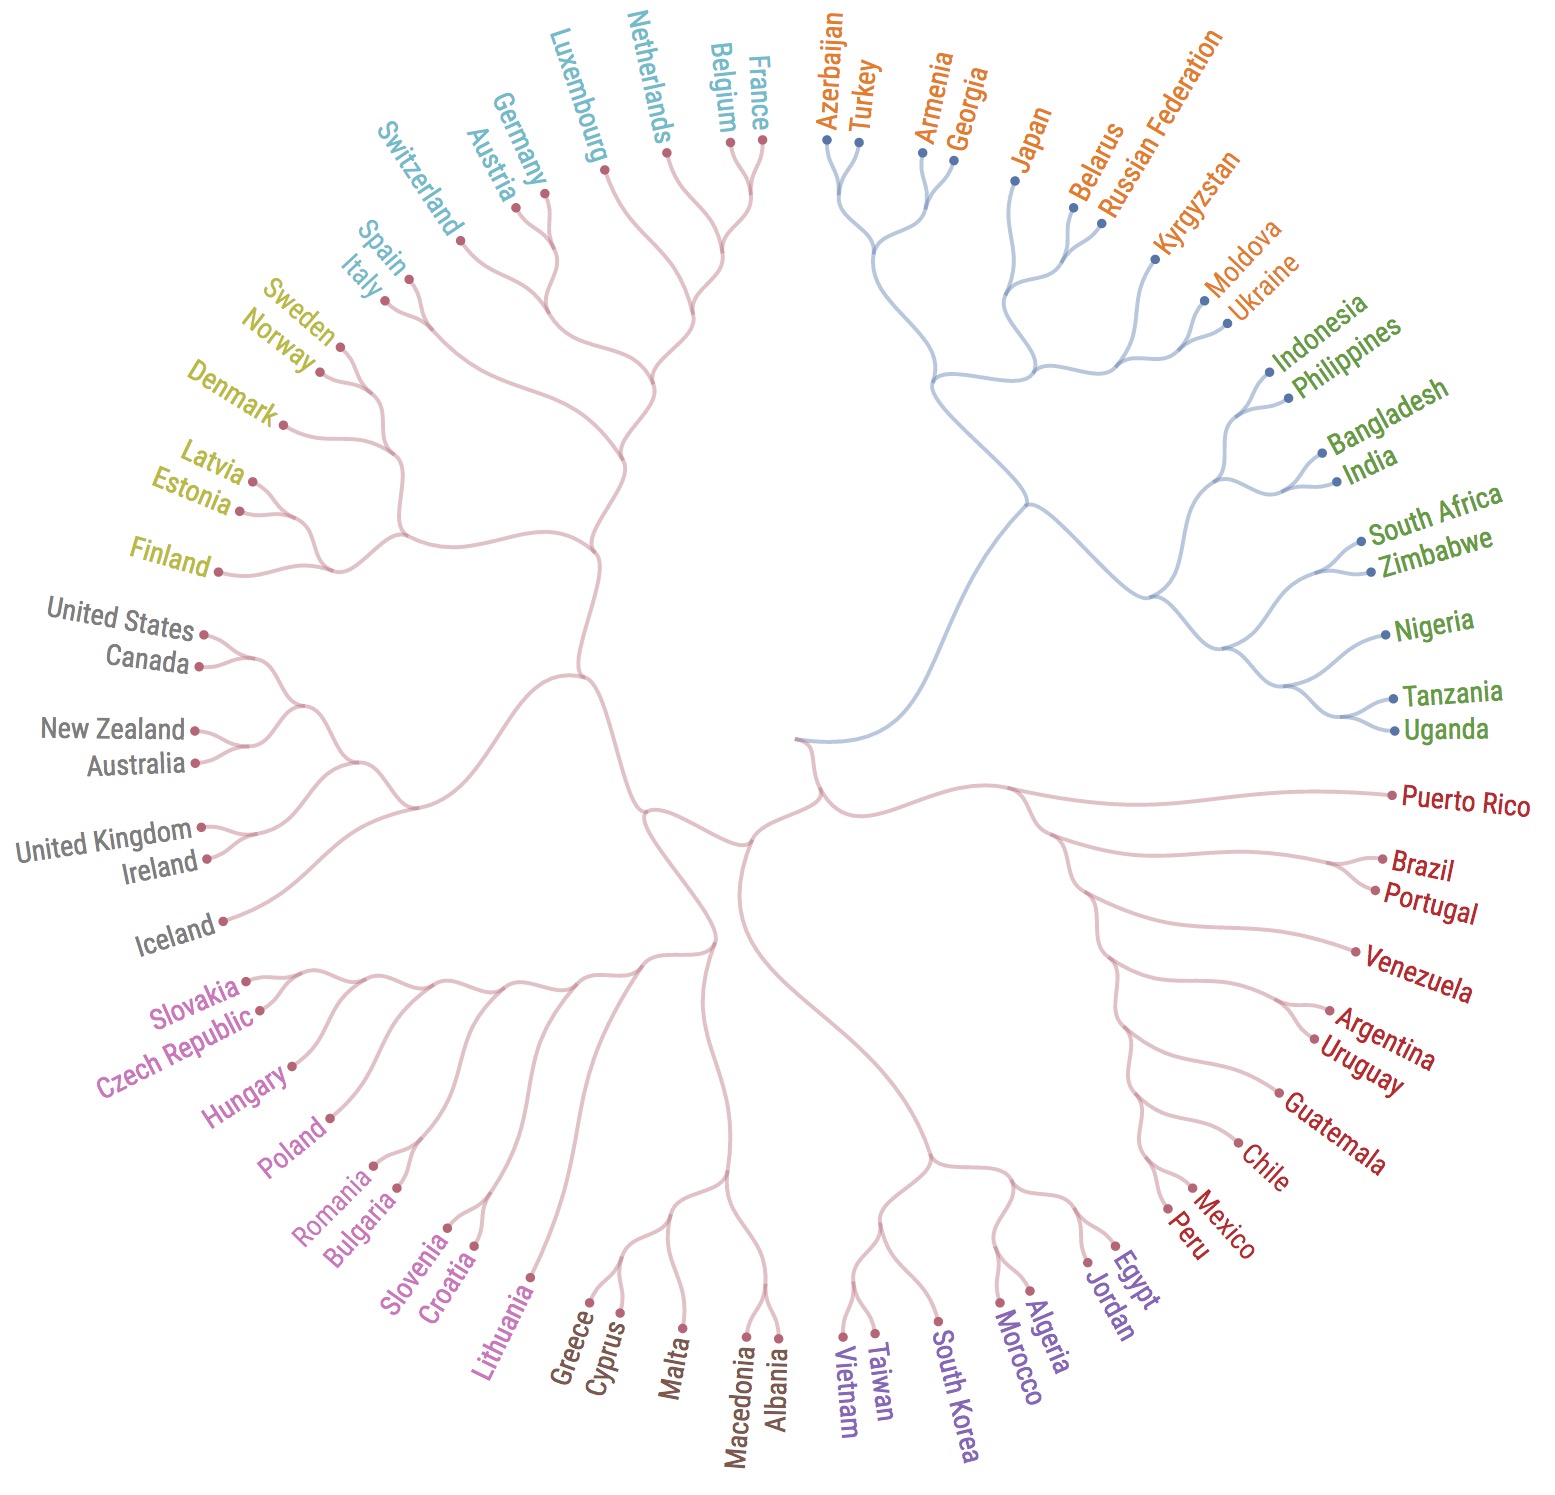 Azerbaijan
Turkey
Armenia
Georgia
Japan
Belarus
Russian Federation
Kyrgyzstan
Moldova
Ukraine
Indonesia
Philippines
Bangladesh
India
South Africa
Zimbabwe
Nigeria
Tanzania
Uganda
Puerto Rico
Brazil
Portugal
Venezuela
Argentina
Uruguay
Guatemala
Chile
Mexico
Peru
Egypt
Jordan
Algeria
Morocco
South Korea
Taiwan
Vietnam
Albania
Macedonia
Malta
Cyprus
Greece
Lithuania
Croatia
Slovenia
Bulgaria
Romania
Poland
Hungary
Czech Republic
Slovakia
Iceland
Ireland
United Kingdom
Australia
New Zealand
Canada
United States
Finland
Estonia
Latvia
Denmark
Norway
Sweden
Italy
Spain
Switzerland
Austria
Germany
Luxembourg
Netherlands
Belgium
France